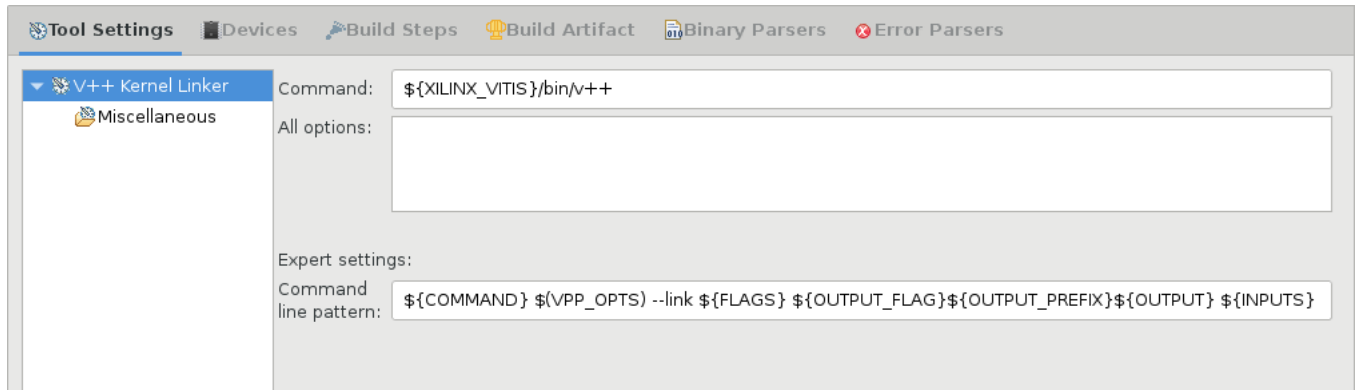 Tool Settings Devices Build Steps Build Artifact Binary Parsers Error Parsers
V++ Kernel Linker
Miscellaneous
Command: ${XILINX_VITIS}/bin/v++
All options:
Expert settings:
Command
line pattern: ${COMMAND} $(VPP_OPTS) --link ${FLAGS} ${OUTPUT_FLAG}${OUTPUT_PREFIX}${OUTPUT} ${INPUTS}